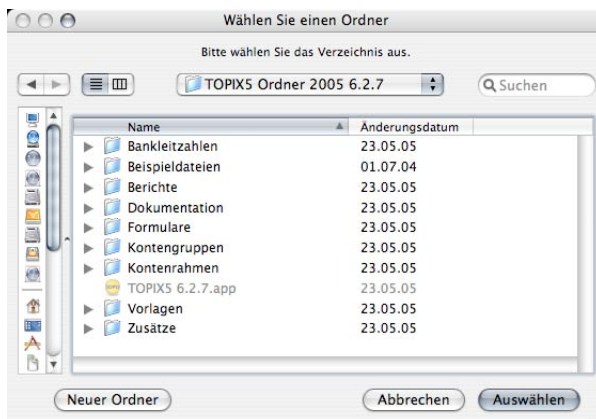 Wählen Sie einen Ordner
Bitte wählen Sie das Verzeichnis aus.
TOPIX5 Ordner 2005 6.2.7
Suchen
Name Änderungsdatum
Bankleitzahlen 23.05.05
Beispieldateien 01.07.04
Berichte 23.05.05
Dokumentation 23.05.05
Formulare 23.05.05
Kontengruppen 23.05.05
Kontenrahmen 23.05.05
TOPIX5 6.2.7.app 23.05.05
Vorlagen 23.05.05
Zusätze 23.05.05
Neuer Ordner Abbrechen Auswählen